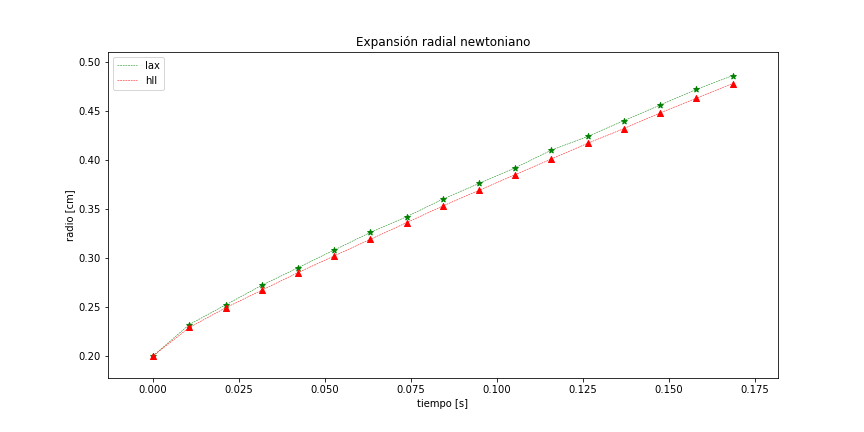 Expansión radial newtoniano
lax
hll
0.50
0.45
0.40
0.35
0.30
0.25
0.20
radio [cm]
0.000 0.025 0.050 0.075 0.100 0.125 0.150 0.175
tiempo [s]